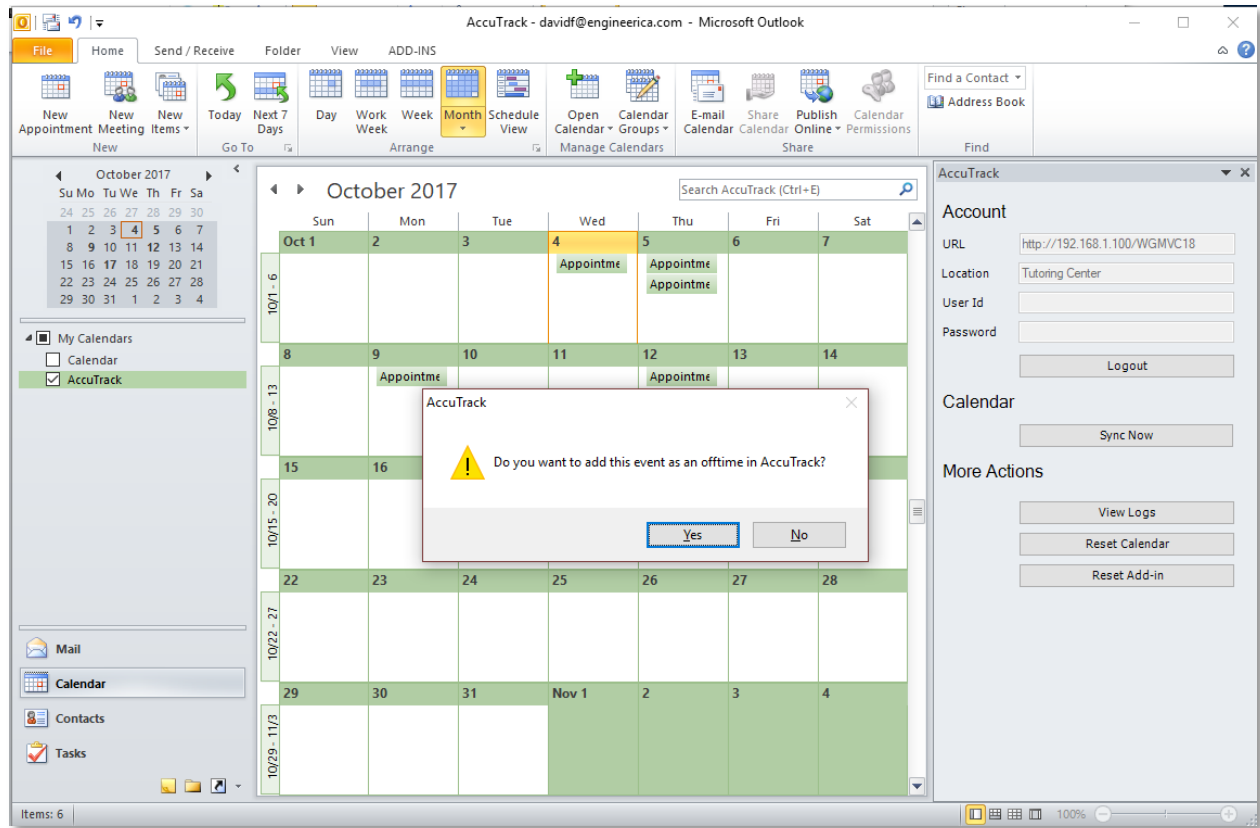 AccuTrack - davidf@engineerica.com - Microsoft Outlook
File Home Send / Receive Folder View ADD-INS
New Appointment
New Meeting
New Items
Today
Next 7 Days
Day
Work Week
Week
Month
Schedule View
Open Calendar
Calendar Groups
E-mail Calendar
Share Calendar
Publish Online
Calendar Permissions
Find a Contact
Address Book
New Go To Arrange Manage Calendars Share Find
October 2017
Su Mo Tu We Th Fr Sa
24 25 26 27 28 29 30
1 2 3 4 5 6 7
8 9 10 11 12 13 14
15 16 17 18 19 20 21
22 23 24 25 26 27 28
29 30 31 1 2 3 4
My Calendars
Calendar
AccuTrack
Mail
Calendar
Contacts
Tasks
October 2017
Search AccuTrack (Ctrl+E)
Sun Mon Tue Wed Thu Fri Sat
10/1 - 6
Oct 1 2 3 4 5 6 7
Appointme Appointme
Appointme
10/8 - 13
8 9 10 11 12 13 14
Appointme Appointme
10/15 - 20
15 16
10/22 - 27
22 23 24 25 26 27 28
10/29 - 11/3
29 30 31 Nov 1 2 3 4
AccuTrack
Do you want to add this event as an offtime in AccuTrack?
Yes No
AccuTrack
Account
URL http://192.168.1.100/WGMVC18
Location Tutoring Center
User Id
Password
Logout
Calendar
Sync Now
More Actions
View Logs
Reset Calendar
Reset Add-in
Items: 6
100%